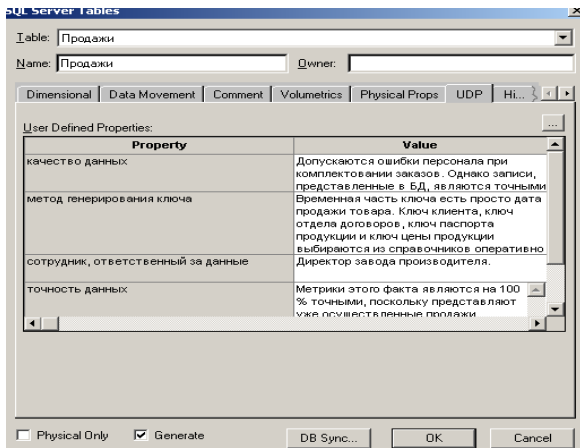 SQL Server Tables
Table: Продажи
Name: Продажи Owner:
Dimensional Data Movement Comment Volumetrics Physical Props UDP Hi...
User Defined Properties: ...
Property Value
качество данных Допускаются ошибки персонала при
комплектовании заказов. Однако записи,
представленные в БД, являются точными
метод генерирования ключа Временная часть ключа есть просто дата
продажи товара. Ключ клиента, ключ
отдела договоров, ключ паспорта
продукции и ключ цены продукции
выбираются из справочников оперативно
сотрудник, ответственный за данные Директор завода производителя.
точность данных Метрики этого факта являются на 100
% точными, поскольку представляют
уже осуществленные продажи
Physical Only Generate DB Sync... OK Cancel